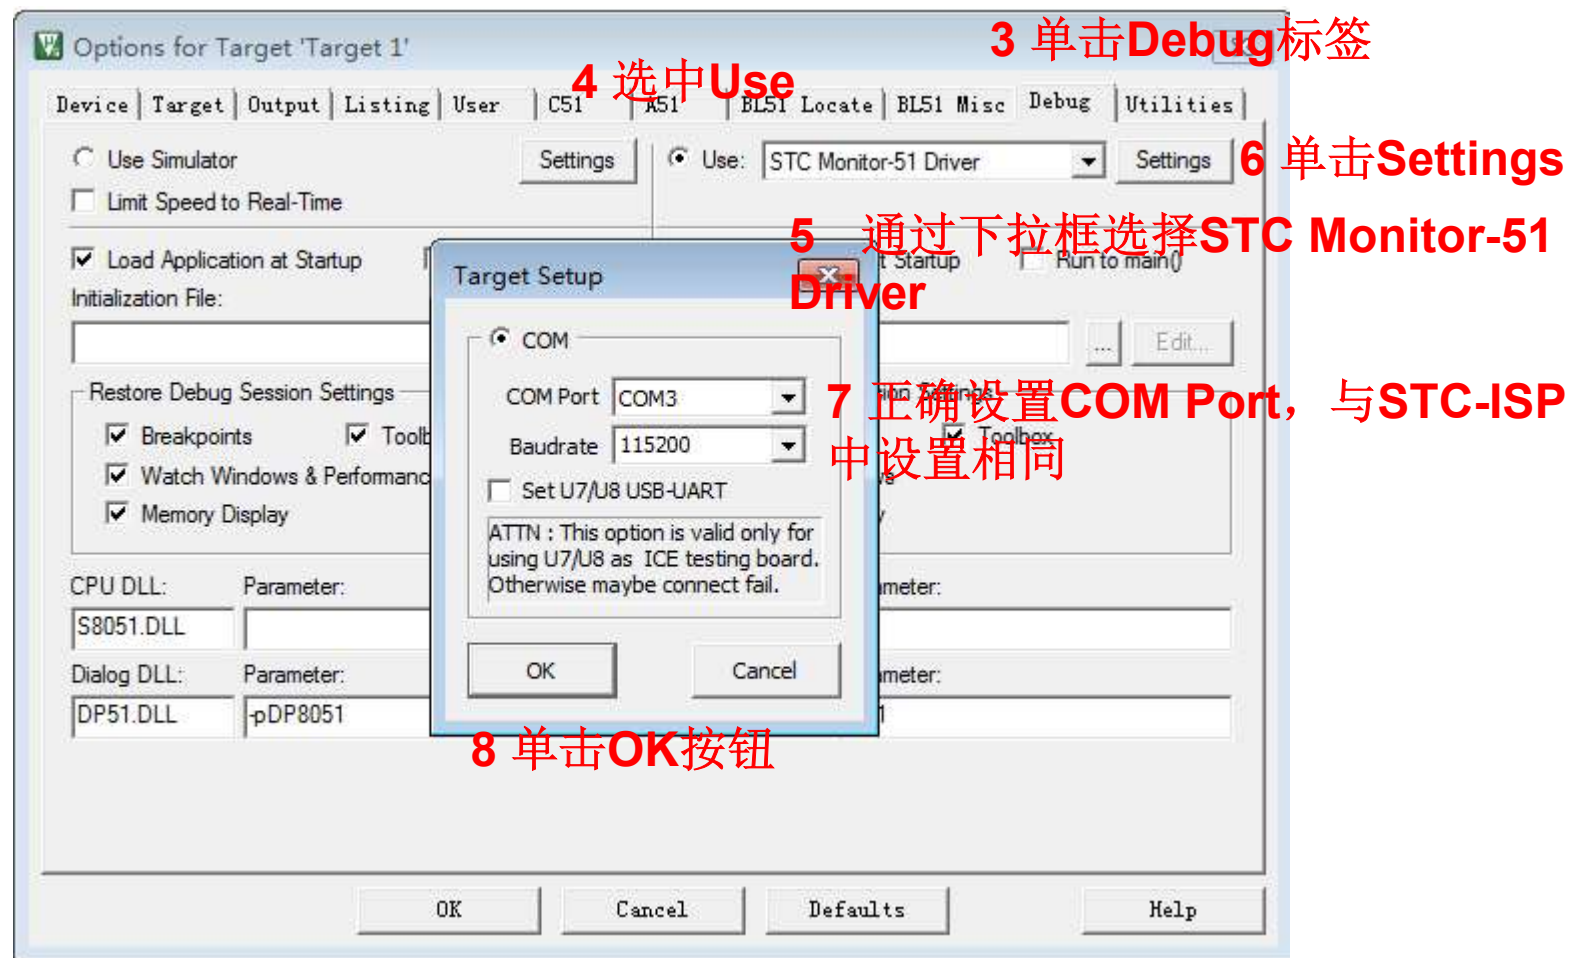 Options for Target 'Target 1'
3 单击Debug标签
4 选中Use
Device Target Output Listing User C51 A51 BL51 Locate BL51 Misc Debug Utilities
Use Simulator Settings Use: STC Monitor-51 Driver Settings
6 单击Settings
Limit Speed to Real-Time
5 通过下拉框选择STC Monitor-51
Driver
Load Application at Startup t Startup Run to main()
Initialization File:
... Edit...
Target Setup
COM
COM Port COM3
Baudrate 115200
Set U7/U8 USB-UART
ATTN : This option is valid only for
using U7/U8 as ICE testing board.
Otherwise maybe connect fail.
OK Cancel
7 正确设置COM Port，与STC-ISP
中设置相同
8 单击OK按钮
Restore Debug Session Settings
Breakpoints Toolb Toolbox
Watch Windows & Performanc
Memory Display
CPU DLL: Parameter: meter:
S8051.DLL
Dialog DLL: Parameter: meter:
DP51.DLL -pDP8051
OK Cancel Defaults Help